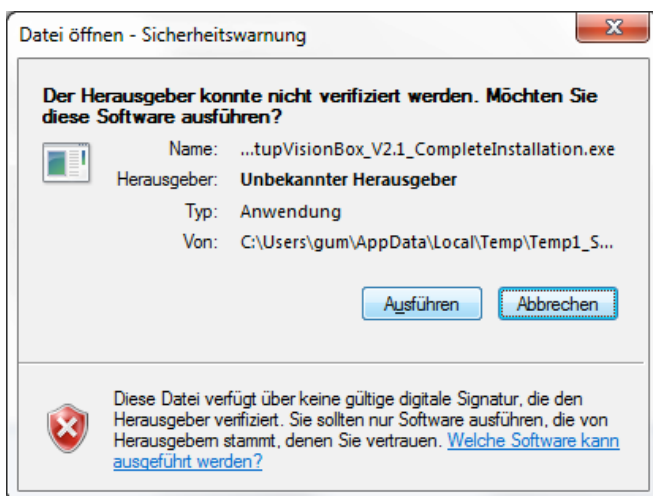 Datei öffnen - Sicherheitswarnung
Der Herausgeber konnte nicht verifiziert werden. Möchten Sie
diese Software ausführen?
Name: ...tupVisionBox_V2.1_CompleteInstallation.exe
Herausgeber: Unbekannter Herausgeber
Typ: Anwendung
Von: C:\Users\gum\AppData\Local\Temp\Temp1_S...
Ausführen Abbrechen
Diese Datei verfügt über keine gültige digitale Signatur, die den
Herausgeber verifiziert. Sie sollten nur Software ausführen, die von
Herausgebern stammt, denen Sie vertrauen. Welche Software kann
ausgeführt werden?